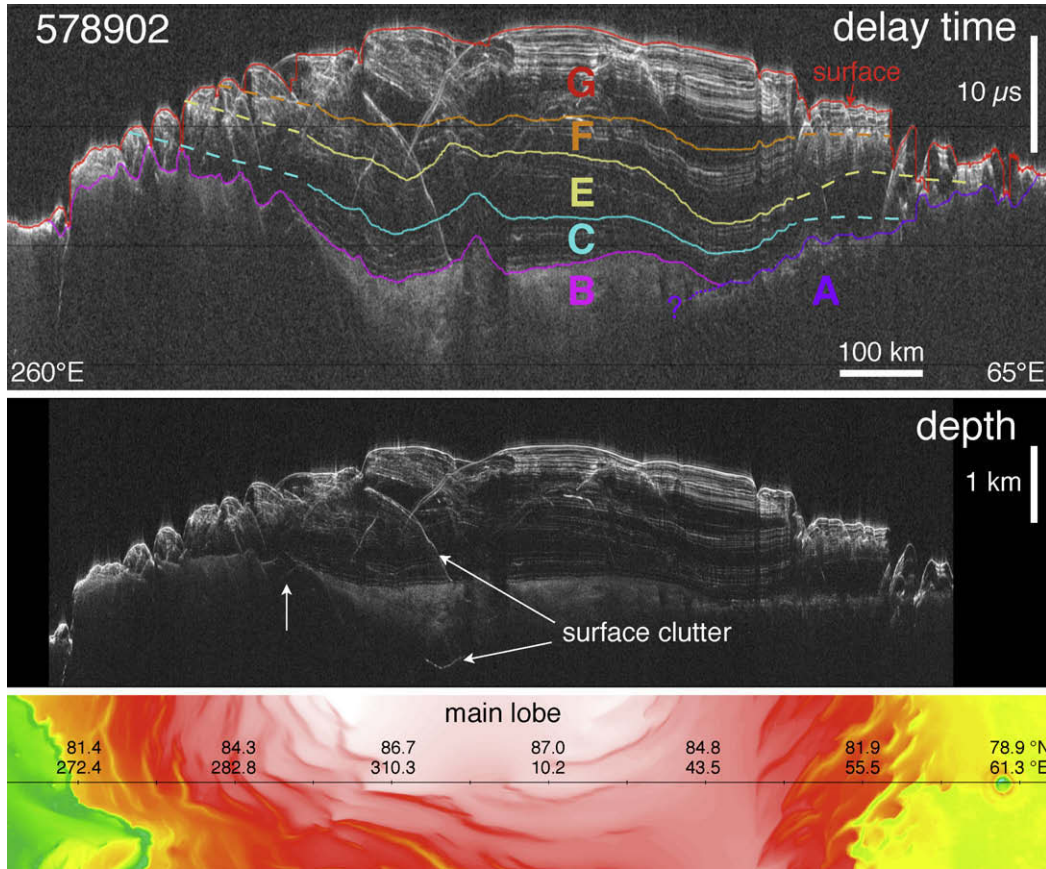 578902
delay time
10 µs
surface
G
F
E
C
B
A
?
100 km
260°E
65°E
depth
1 km
surface clutter
main lobe
81.4 84.3 86.7 87.0 84.8 81.9 78.9 °N
272.4 282.8 310.3 10.2 43.5 55.5 61.3 °E